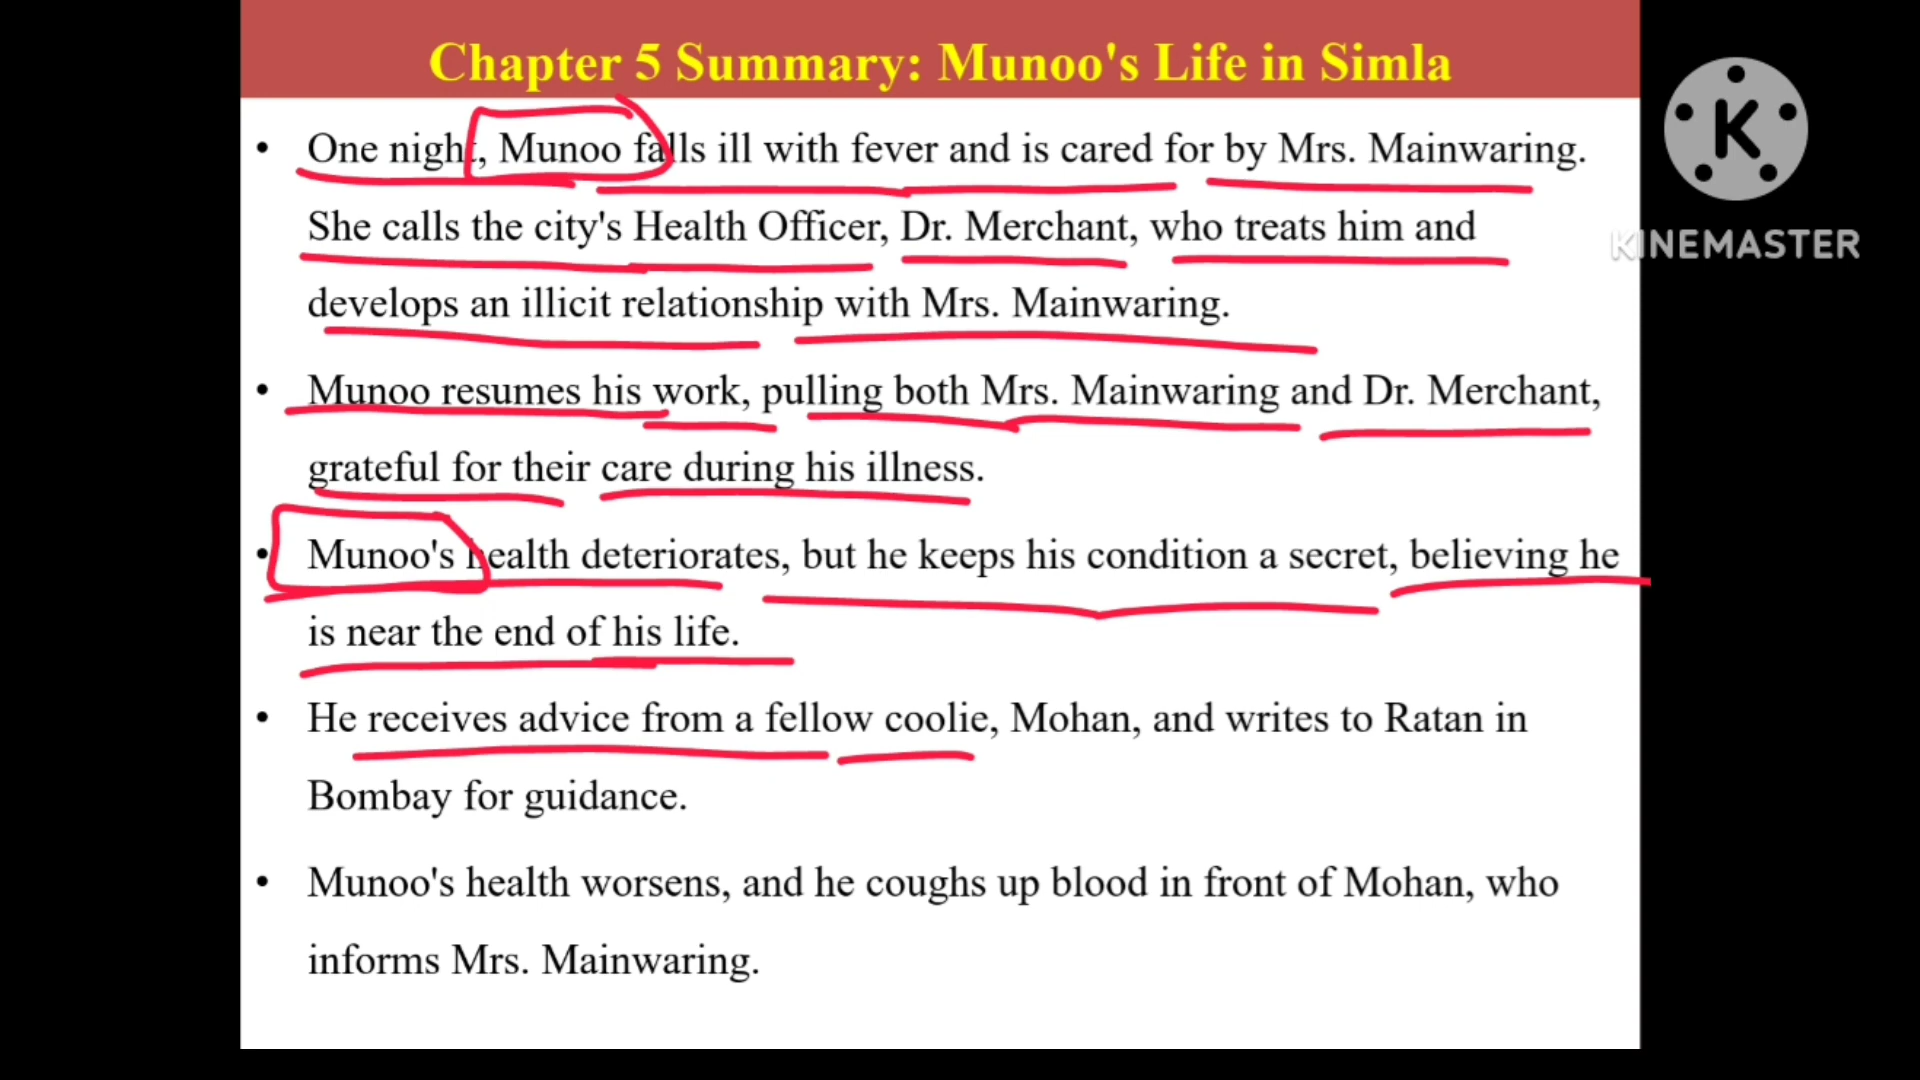 Chapter 5 Summary: Munoo's Life in Simla
• One night, Munoo falls ill with fever and is cared for by Mrs. Mainwaring.
She calls the city's Health Officer, Dr. Merchant, who treats him and
develops an illicit relationship with Mrs. Mainwaring.
• Munoo resumes his work, pulling both Mrs. Mainwaring and Dr. Merchant,
grateful for their care during his illness.
• Munoo's health deteriorates, but he keeps his condition a secret, believing he
is near the end of his life.
• He receives advice from a fellow coolie, Mohan, and writes to Ratan in
Bombay for guidance.
• Munoo's health worsens, and he coughs up blood in front of Mohan, who
informs Mrs. Mainwaring.
K
KINEMASTER